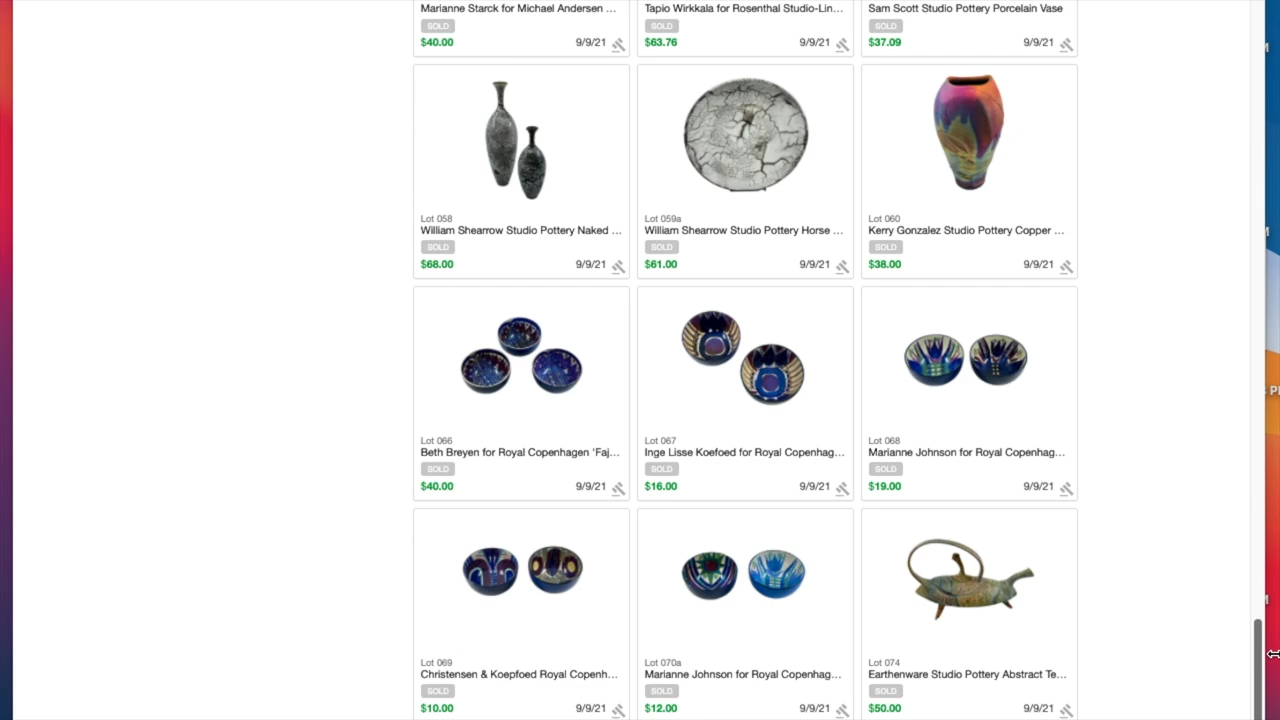 Marianne Starck for Michael Andersen ...
SOLD
$40.00 9/9/21
Tapio Wirkkala for Rosenthal Studio-Lin...
SOLD
$63.76 9/9/21
Sam Scott Studio Pottery Porcelain Vase
SOLD
$37.09 9/9/21
Lot 058
William Shearrow Studio Pottery Naked ...
SOLD
$68.00 9/9/21
Lot 059a
William Shearrow Studio Pottery Horse ...
SOLD
$61.00 9/9/21
Lot 060
Kerry Gonzalez Studio Pottery Copper ...
SOLD
$38.00 9/9/21
Lot 066
Beth Breyen for Royal Copenhagen 'Faj...
SOLD
$40.00 9/9/21
Lot 067
Inge Lisse Koefoed for Royal Copenhag...
SOLD
$16.00 9/9/21
Lot 068
Marianne Johnson for Royal Copenhag...
SOLD
$19.00 9/9/21
Lot 069
Christensen & Koepfoed Royal Copenh...
SOLD
$10.00 9/9/21
Lot 070a
Marianne Johnson for Royal Copenhag...
SOLD
$12.00 9/9/21
Lot 074
Earthenware Studio Pottery Abstract Te...
SOLD
$50.00 9/9/21